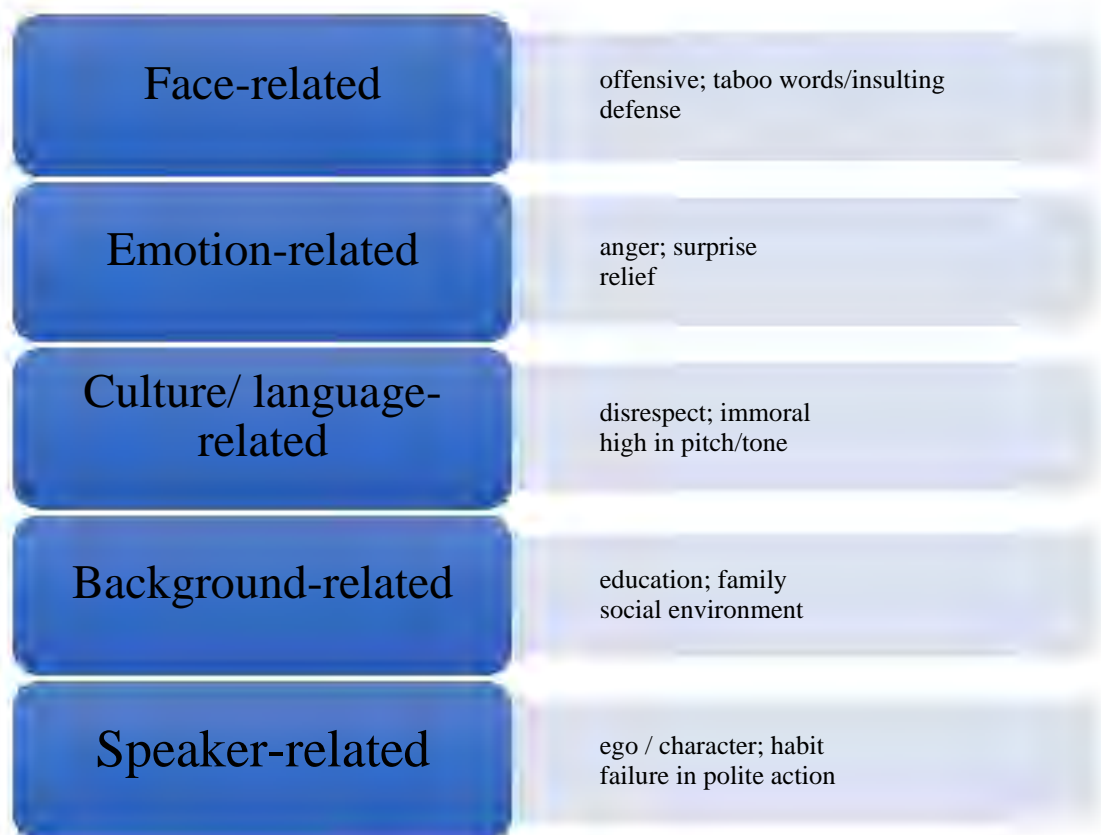 Face-related
offensive; taboo words/insulting
defense
Emotion-related
anger; surprise
relief
Culture/ language-
related
disrespect; immoral
high in pitch/tone
Background-related
education; family
social environment
Speaker-related
ego / character; habit
failure in polite action